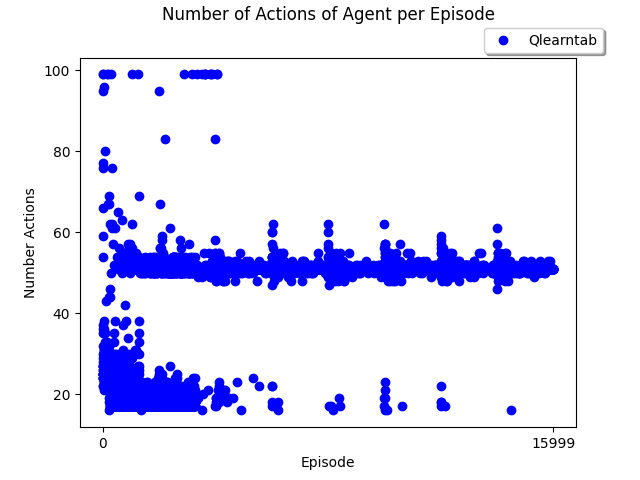 Number of Actions of Agent per Episode
Qlearntab
100
80
60
40
20
Number Actions
0
15999
Episode